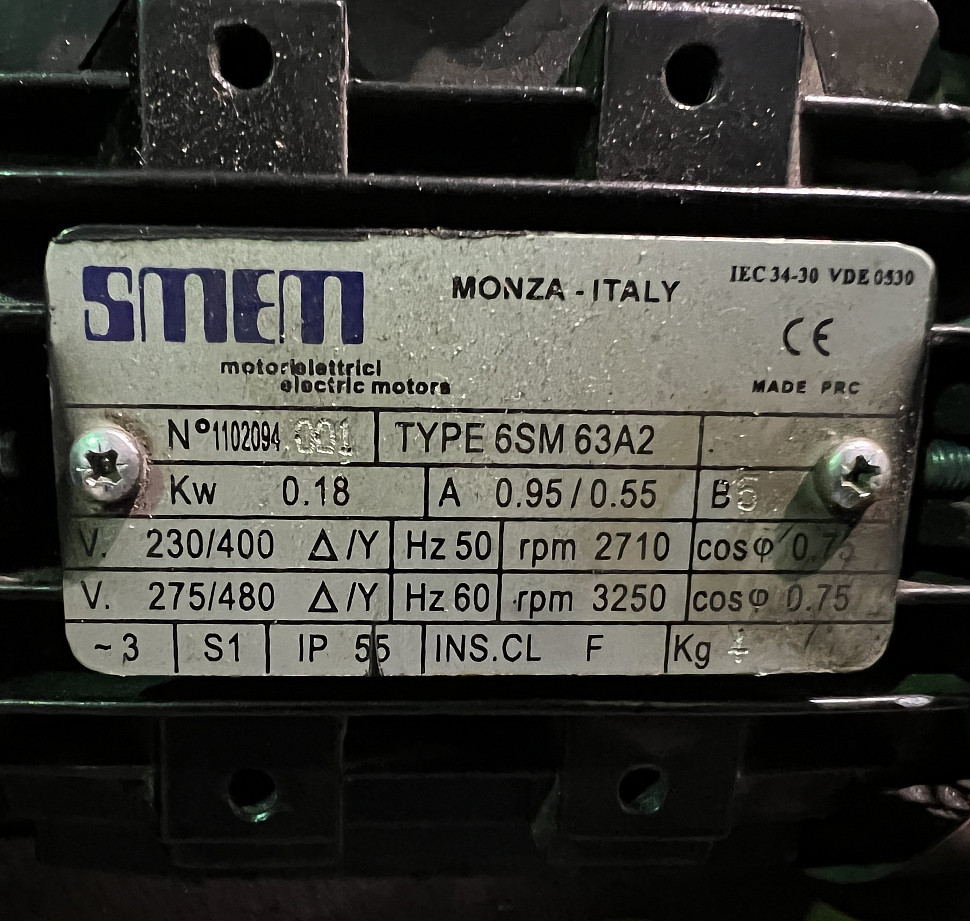 SMEM
MONZA - ITALY
IEC 34-30 VDE 0530
CE
motorielettrici
electric motors
MADE PRC
N° 1102094 001 TYPE 6SM 63A2 .
Kw 0.18 A 0.95/0.55 B
V. 230/400 Δ/Y Hz 50 rpm 2710 cosφ
V. 275/480 Δ/Y Hz 60 rpm 3250 cosφ 0.75
~3 S1 IP 55 INS.CL F Kg